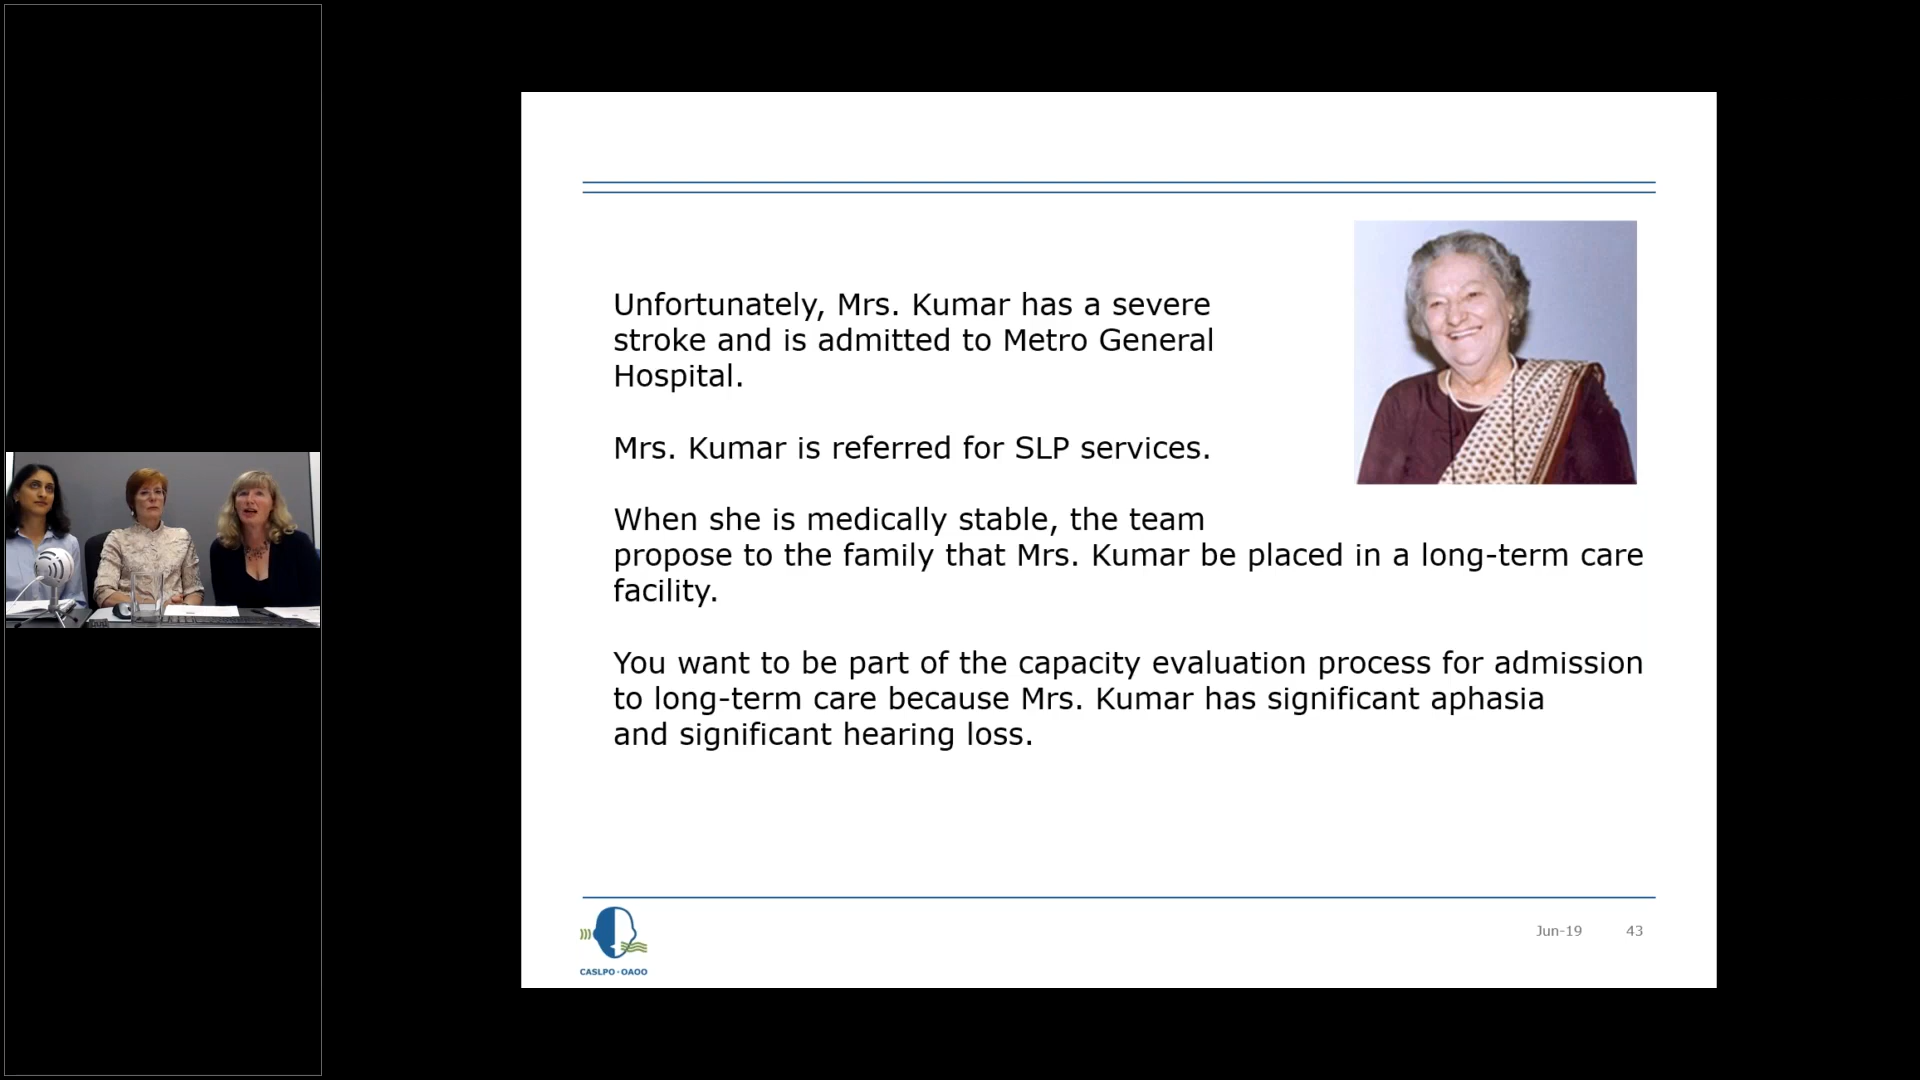 Unfortunately, Mrs. Kumar has a severe
stroke and is admitted to Metro General
Hospital.
Mrs. Kumar is referred for SLP services.
When she is medically stable, the team
propose to the family that Mrs. Kumar be placed in a long-term care
facility.
You want to be part of the capacity evaluation process for admission
to long-term care because Mrs. Kumar has significant aphasia
and significant hearing loss.
CASLPO-OAOO
Jun-19 43